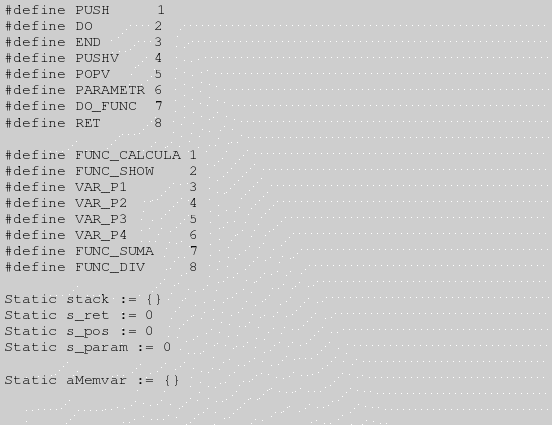 #define PUSH 1
#define DO 2
#define END 3
#define PUSHV 4
#define POPV 5
#define PARAMETR 6
#define DO_FUNC 7
#define RET 8
#define FUNC_CALCULA 1
#define FUNC_SHOW 2
#define VAR_P1 3
#define VAR_P2 4
#define VAR_P3 5
#define VAR_P4 6
#define FUNC_SUMA 7
#define FUNC_DIV 8
Static stack := {}
Static s_ret := 0
Static s_pos := 0
Static s_param := 0
Static aMemvar := {}